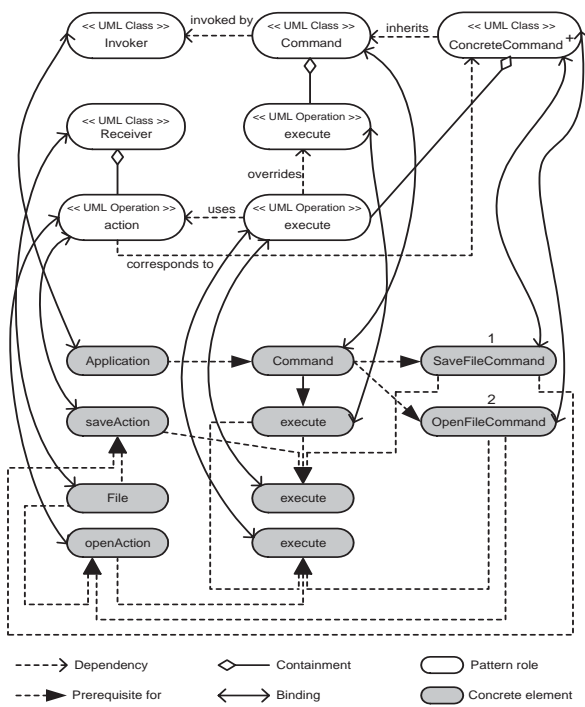 << UML Class >>
Invoker
invoked by
<< UML Class >>
Command
inherits
<< UML Class >>
ConcreteCommand
+
<< UML Class >>
Receiver
<< UML Operation >>
execute
overrides
<< UML Operation >>
action
uses
<< UML Operation >>
execute
corresponds to
1
Application
Command
SaveFileCommand
2
saveAction
execute
OpenFileCommand
File
execute
openAction
execute
Dependency
Containment
Pattern role
Prerequisite for
Binding
Concrete element